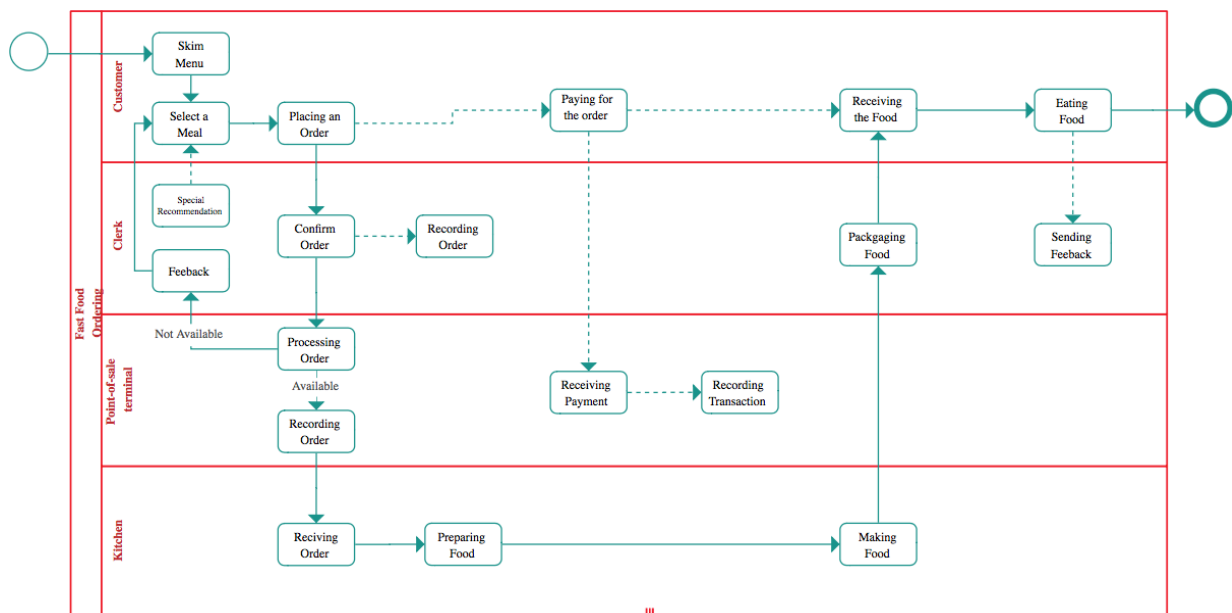 Fast Food
Ordering
Customer
Skim
Menu
Select a
Meal
Placing an
Order
Paying for
the order
Receiving
the Food
Eating
Food
Clerk
Special
Recommendation
Feeback
Confirm
Order
Recording
Order
Packgaging
Food
Sending
Feeback
Point-of-sale
terminal
Not Available
Processing
Order
Available
Recording
Order
Receiving
Payment
Recording
Transaction
Kitchen
Reciving
Order
Preparing
Food
Making
Food